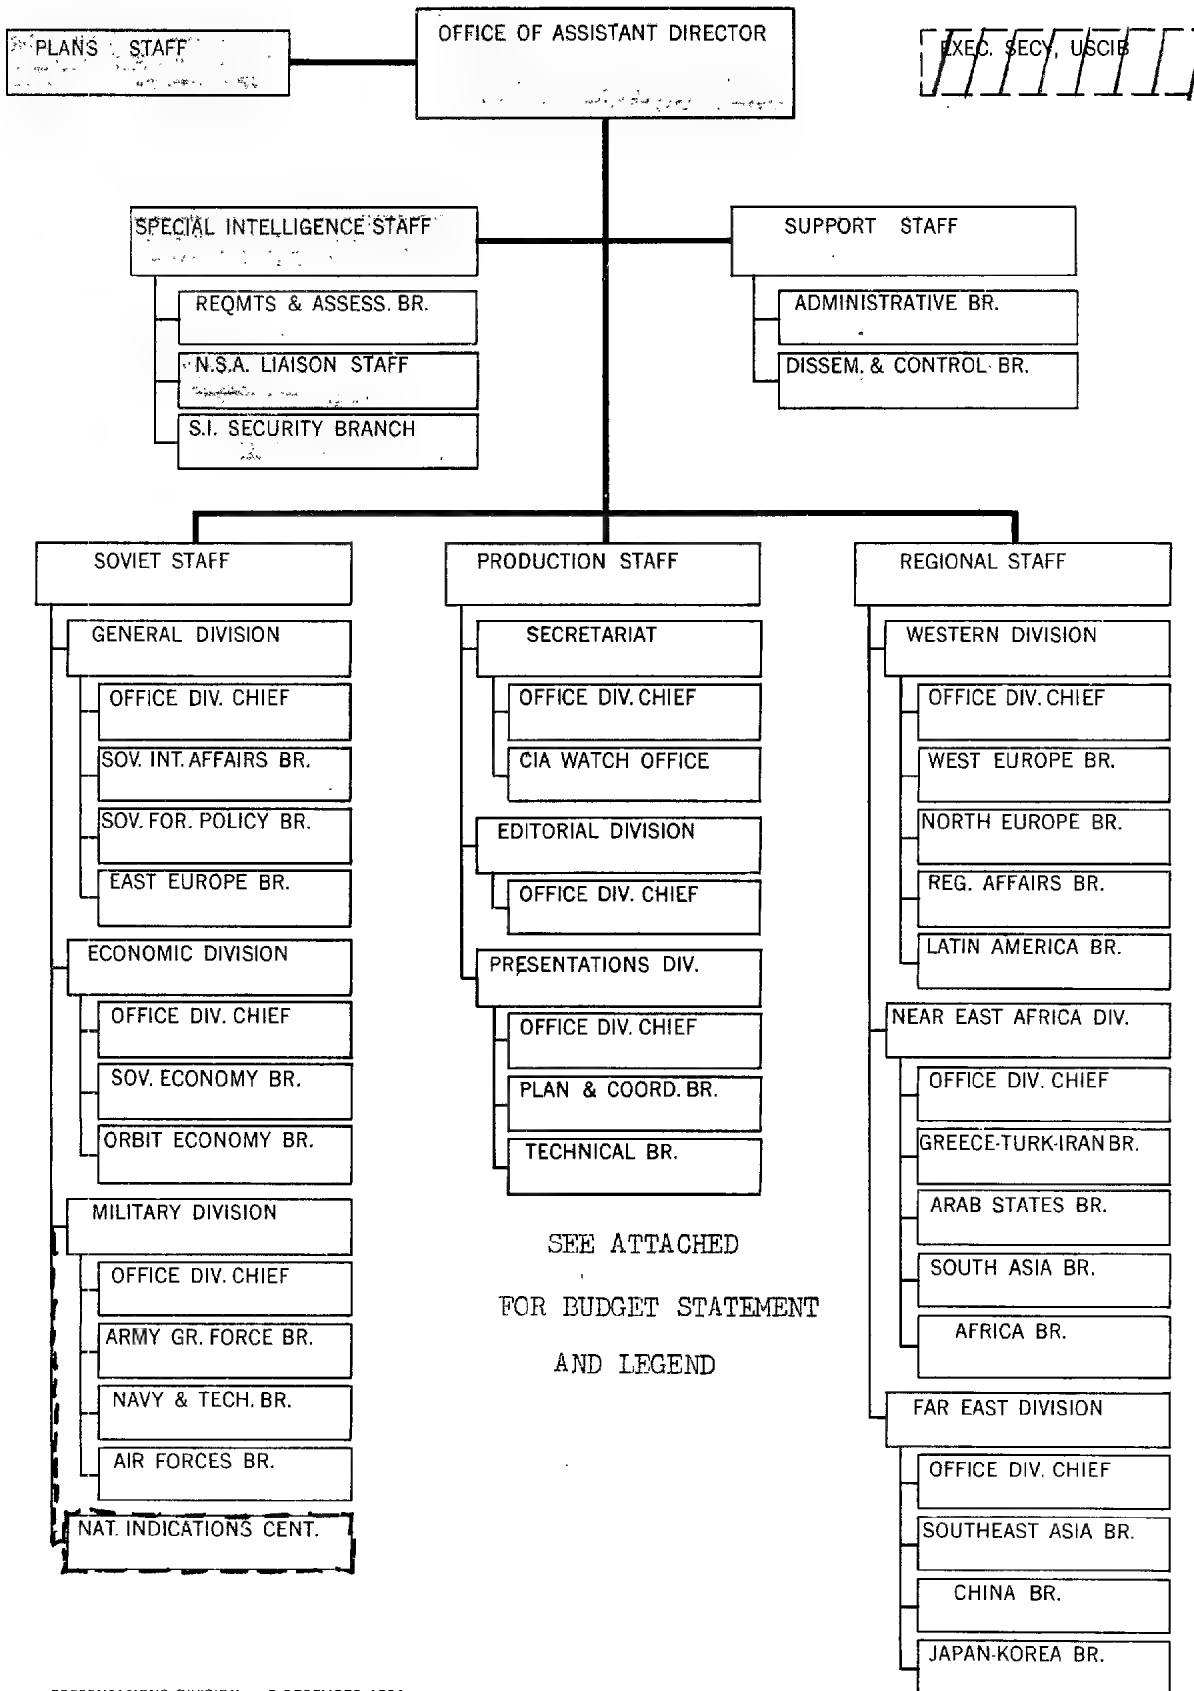 PLANS STAFF
OFFICE OF ASSISTANT DIRECTOR
EXEC. SECY, USCIB
SPECIAL INTELLIGENCE STAFF
REQMTS & ASSESS. BR.
N.S.A. LIAISON STAFF
S.I. SECURITY BRANCH
SUPPORT STAFF
ADMINISTRATIVE BR.
DISSEM. & CONTROL BR.
SOVIET STAFF
GENERAL DIVISION
OFFICE DIV. CHIEF
SOV. INT. AFFAIRS BR.
SOV. FOR. POLICY BR.
EAST EUROPE BR.
ECONOMIC DIVISION
OFFICE DIV. CHIEF
SOV. ECONOMY BR.
ORBIT ECONOMY BR.
MILITARY DIVISION
OFFICE DIV. CHIEF
ARMY GR. FORCE BR.
NAVY & TECH. BR.
AIR FORCES BR.
NAT. INDICATIONS CENT.
PRODUCTION STAFF
SECRETARIAT
OFFICE DIV. CHIEF
CIA WATCH OFFICE
EDITORIAL DIVISION
OFFICE DIV. CHIEF
PRESENTATIONS DIV.
OFFICE DIV. CHIEF
PLAN & COORD. BR.
TECHNICAL BR.
SEE ATTACHED
FOR BUDGET STATEMENT
AND LEGEND
REGIONAL STAFF
WESTERN DIVISION
OFFICE DIV. CHIEF
WEST EUROPE BR.
NORTH EUROPE BR.
REG. AFFAIRS BR.
LATIN AMERICA BR.
NEAR EAST AFRICA DIV.
OFFICE DIV. CHIEF
GREECE-TURK-IRAN BR.
ARAB STATES BR.
SOUTH ASIA BR.
AFRICA BR.
FAR EAST DIVISION
OFFICE DIV. CHIEF
SOUTHEAST ASIA BR.
CHINA BR.
JAPAN-KOREA BR.